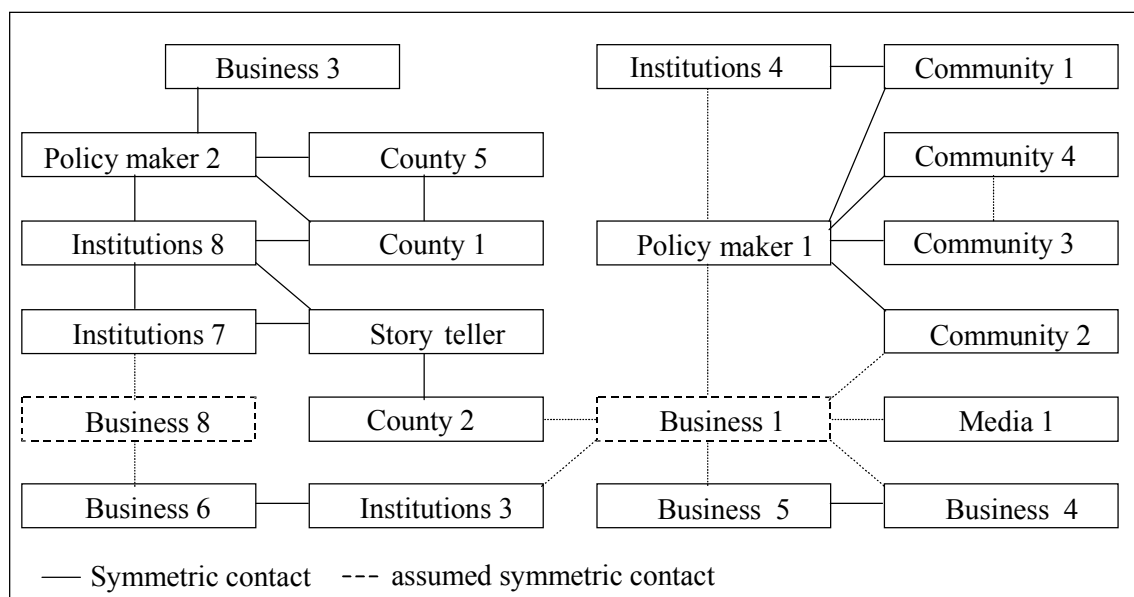 Business 3
Institutions 4
Community 1
Policy maker 2
County 5
Community 4
Institutions 8
County 1
Policy maker 1
Community 3
Institutions 7
Story teller
Community 2
Business 8
County 2
Business 1
Media 1
Business 6
Institutions 3
Business 5
Business 4
Symmetric contact
assumed symmetric contact